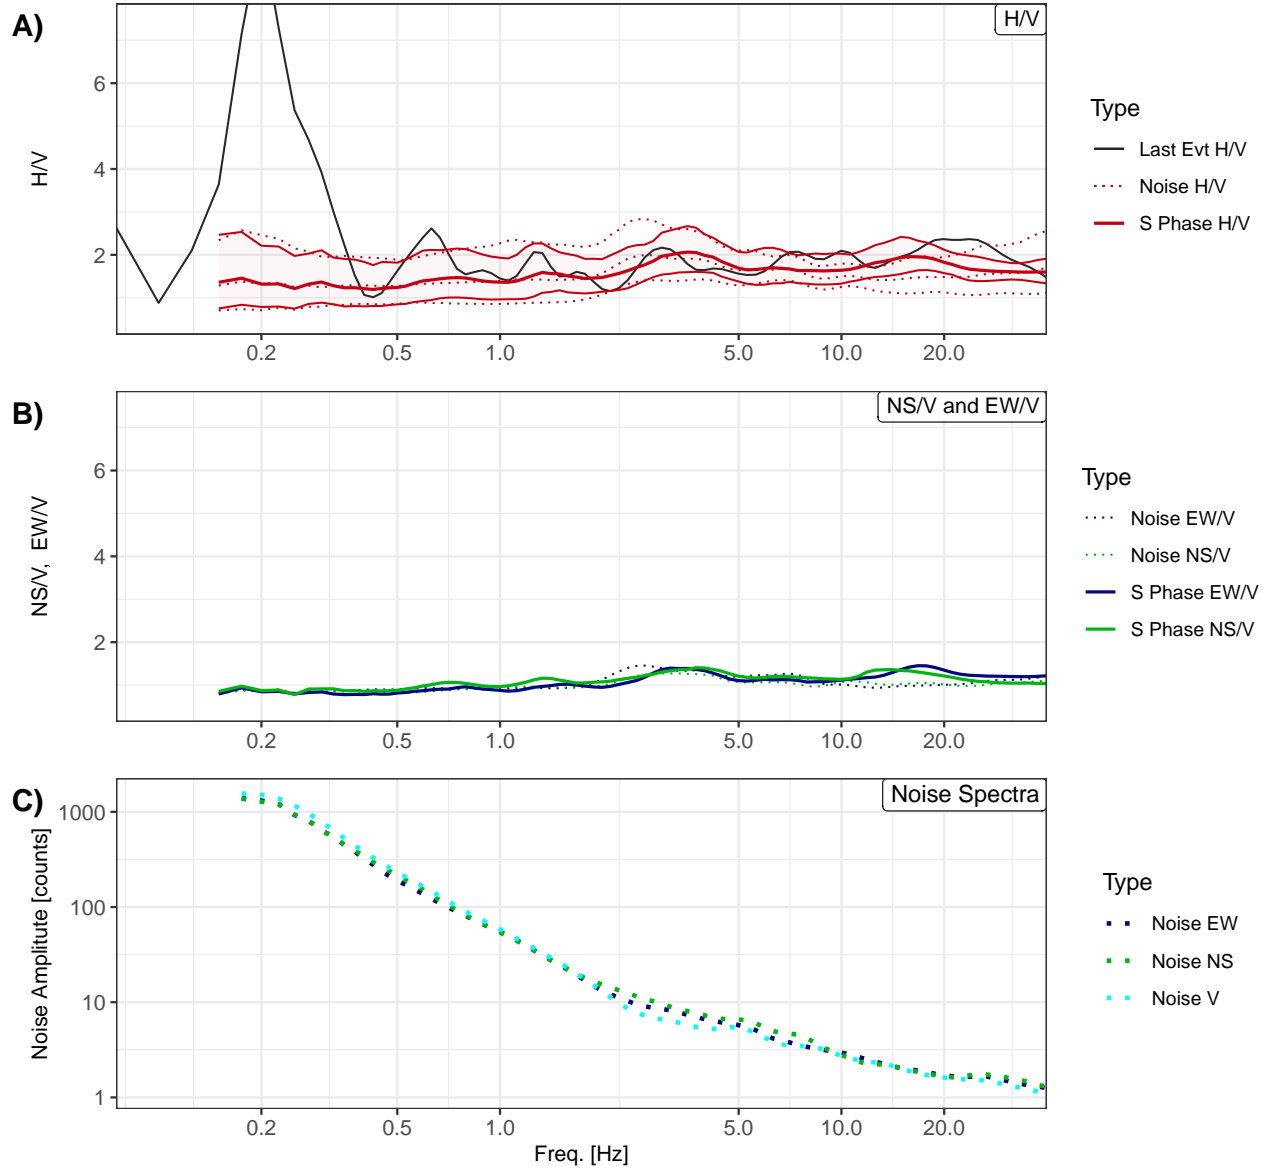 A)
H/V
6
4
2
H/V
0.2 0.5 1.0 5.0 10.0 20.0
Type
Last Evt H/V
Noise H/V
S Phase H/V
B)
NS/V and EW/V
6
4
2
NS/V, EW/V
0.2 0.5 1.0 5.0 10.0 20.0
Type
Noise EW/V
Noise NS/V
S Phase EW/V
S Phase NS/V
C)
Noise Spectra
1000
100
10
1
Noise Amplitute [counts]
0.2 0.5 1.0 5.0 10.0 20.0
Freq. [Hz]
Type
Noise EW
Noise NS
Noise V